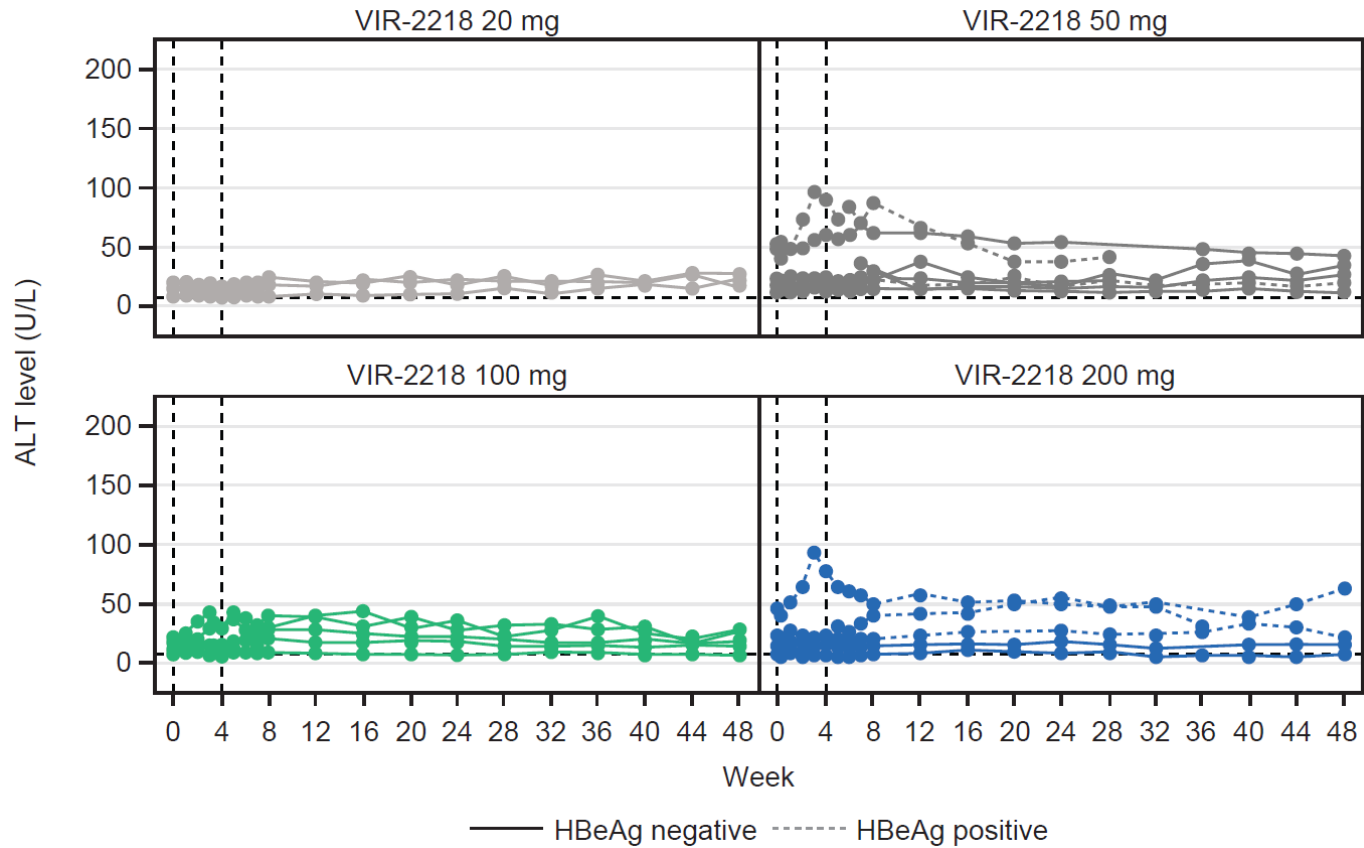 VIR-2218 20 mg VIR-2218 50 mg
200
150
100
50
0
VIR-2218 100 mg VIR-2218 200 mg
200
150
100
50
0
ALT level (U/L)
0 4 8 12 16 20 24 28 32 36 40 44 48 0 4 8 12 16 20 24 28 32 36 40 44 48
Week
HBeAg negative HBeAg positive